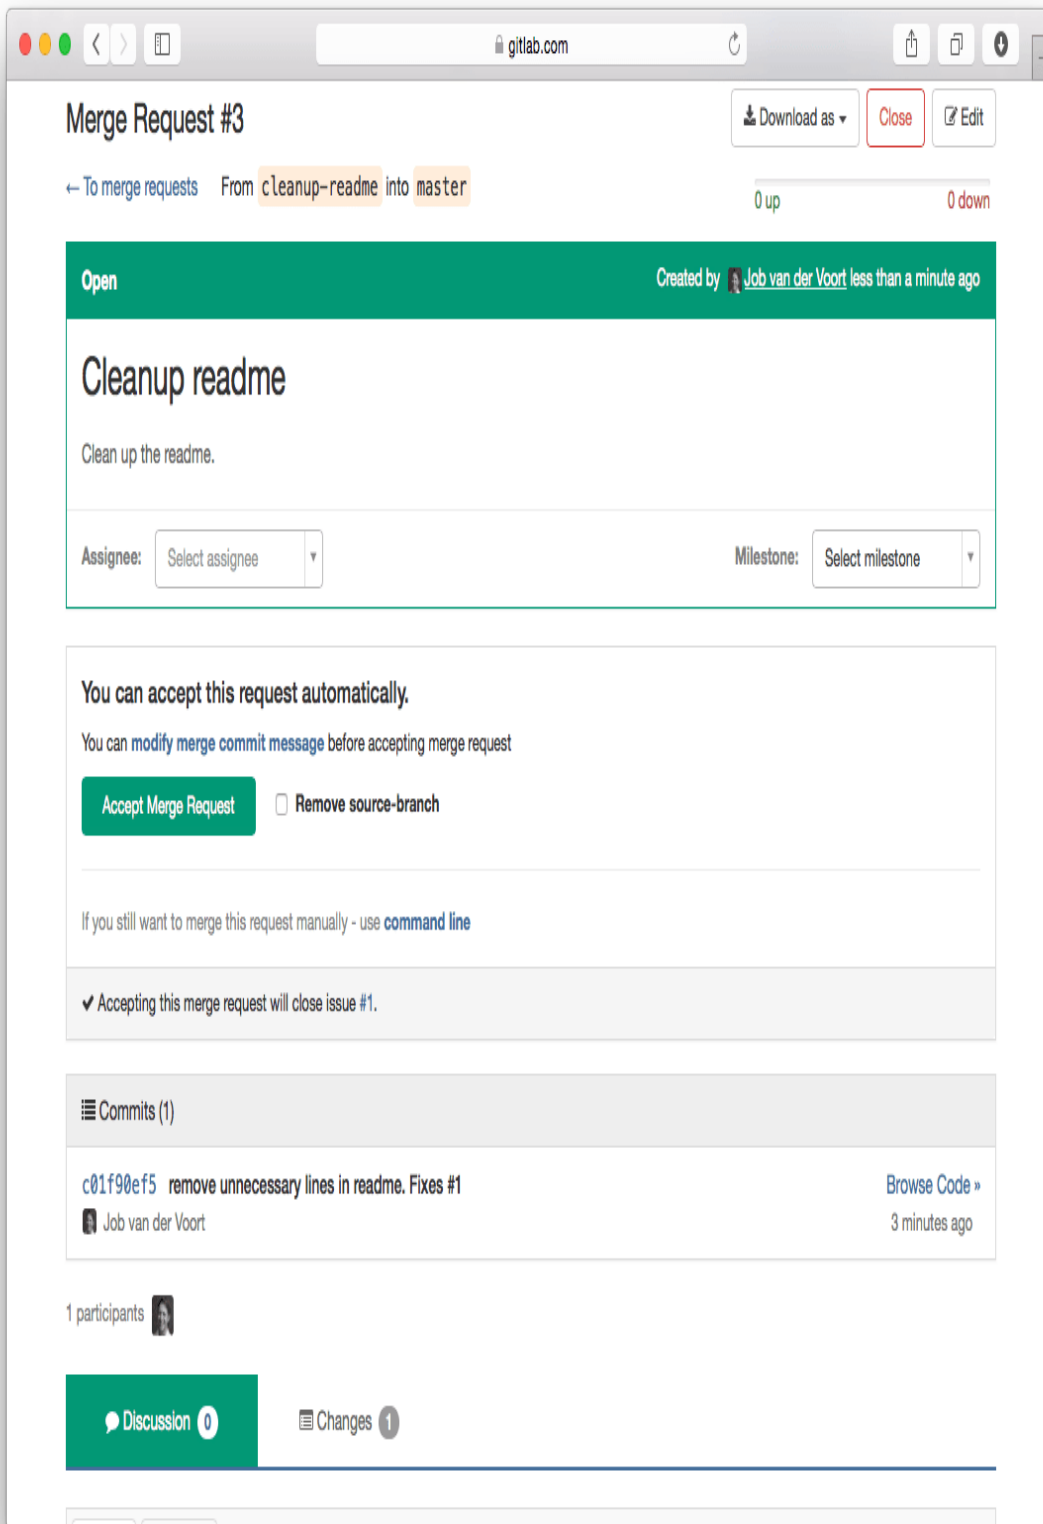 gitlab.com
Merge Request #3
Download as
Close
Edit
← To merge requests From cleanup-readme into master
0 up 0 down
Open
Created by Job van der Voort less than a minute ago
Cleanup readme
Clean up the readme.
Assignee: Select assignee
Milestone: Select milestone
You can accept this request automatically.
You can modify merge commit message before accepting merge request
Accept Merge Request
Remove source-branch
If you still want to merge this request manually - use command line
✔ Accepting this merge request will close issue #1.
Commits (1)
c01f90ef5 remove unnecessary lines in readme. Fixes #1
Browse Code »
Job van der Voort
3 minutes ago
1 participants
Discussion 0
Changes 1